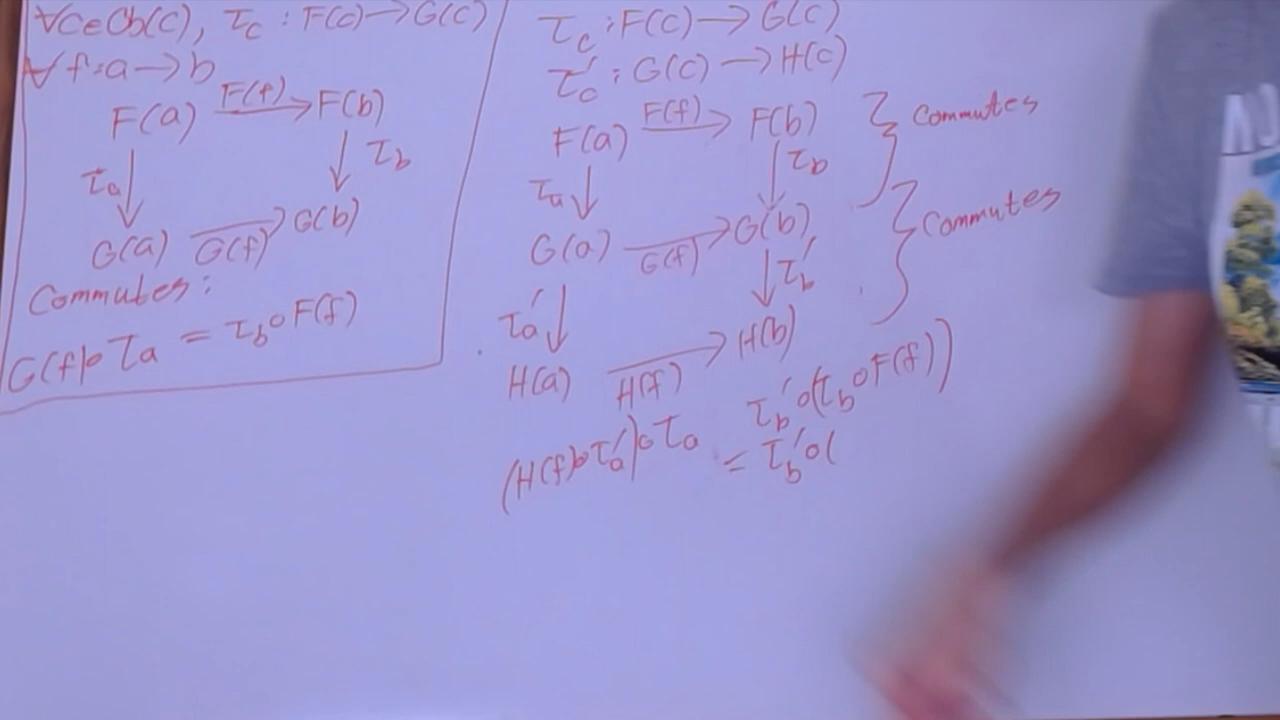 ∀c∈Ob(C), τ_c : F(c) → G(c)
∀f:a → b
F(a) F(f)→ F(b)
τ_a ↓ ↓ τ_b
G(a) G(f)→ G(b)
Commutes:
G(f)∘τ_a = τ_b∘F(f)
τ_c : F(c) → G(c)
τ'_c : G(c) → H(c)
F(a) F(f)→ F(b) } commutes
τ_a ↓ ↓ τ_b
G(a) G(f)→ G(b) } commutes
τ'_a ↓ ↓ τ'_b
H(a) H(f)→ H(b)
τ'_b∘(τ_b∘F(f))
(H(f)∘τ'_a)∘τ_a = τ'_b∘(